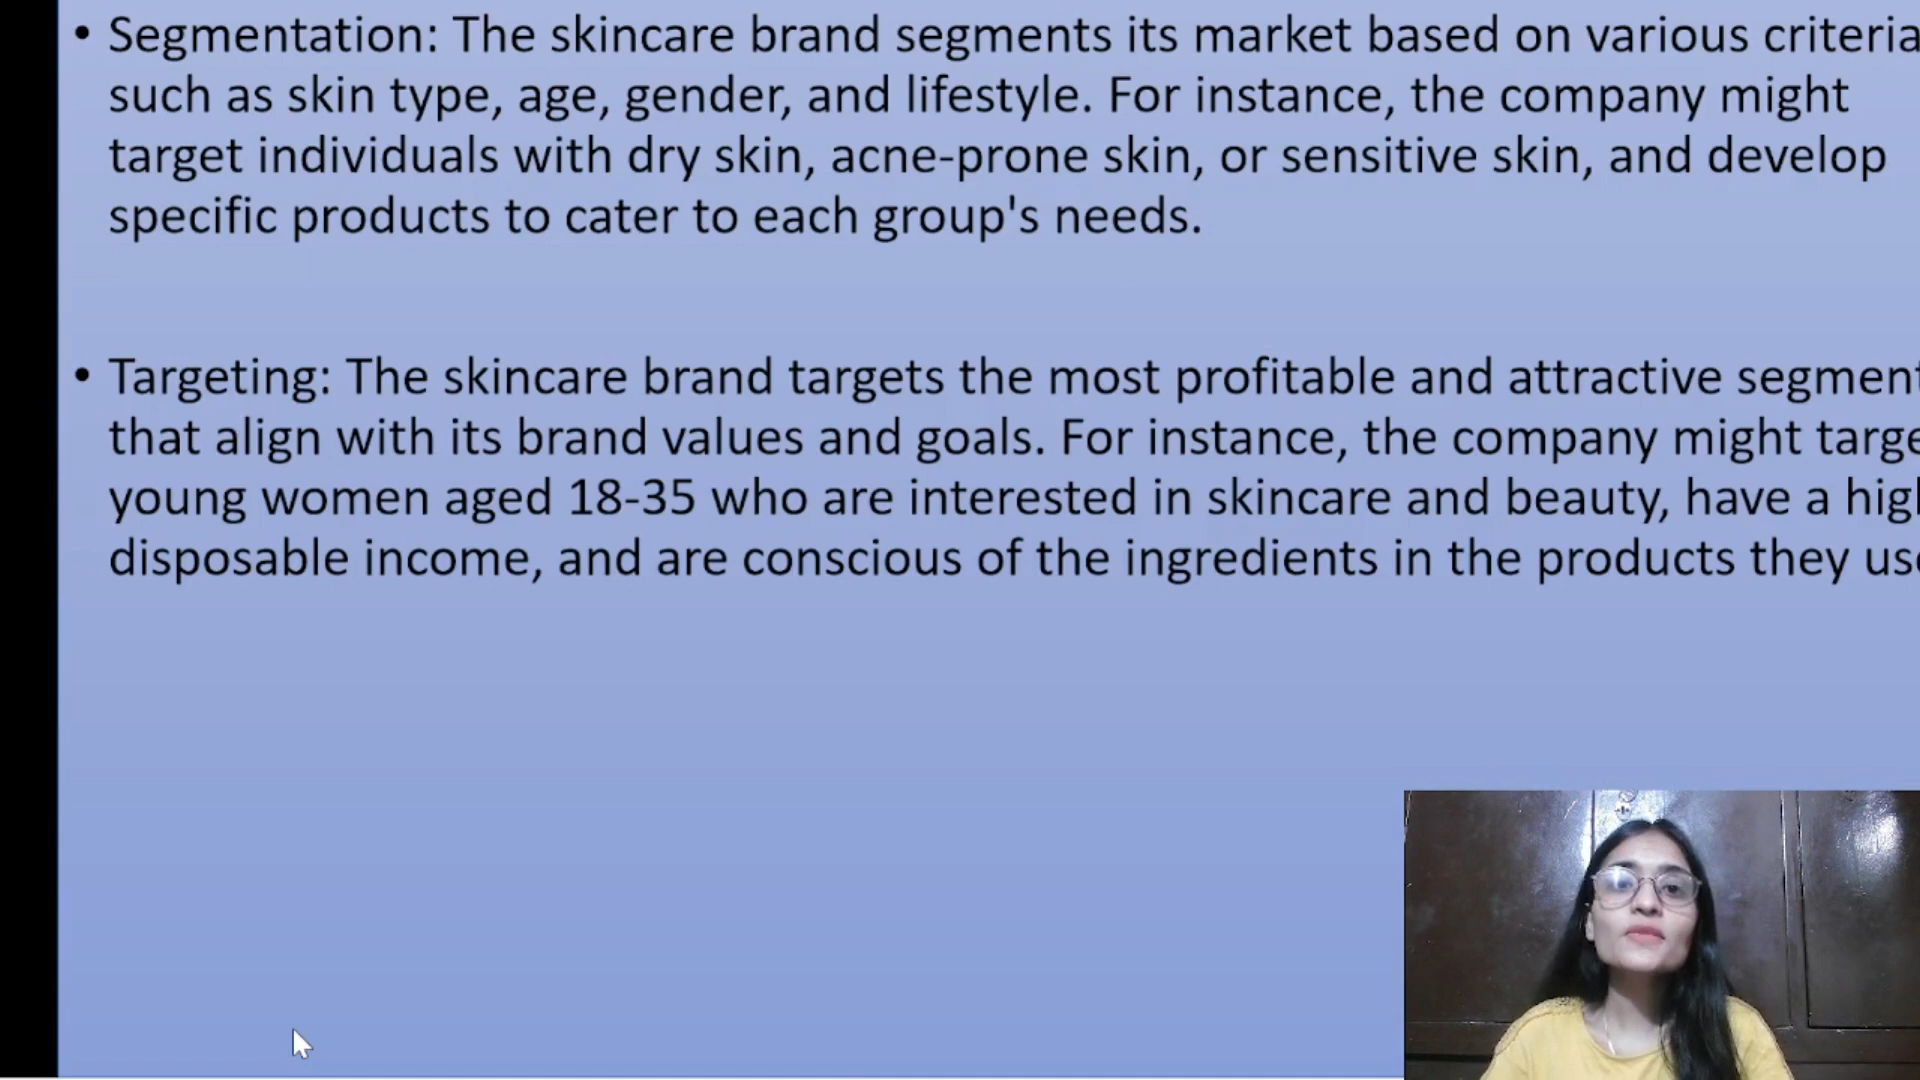 • Segmentation: The skincare brand segments its market based on various criteria
such as skin type, age, gender, and lifestyle. For instance, the company might
target individuals with dry skin, acne-prone skin, or sensitive skin, and develop
specific products to cater to each group's needs.
• Targeting: The skincare brand targets the most profitable and attractive segment
that align with its brand values and goals. For instance, the company might targe
young women aged 18-35 who are interested in skincare and beauty, have a hig
disposable income, and are conscious of the ingredients in the products they us